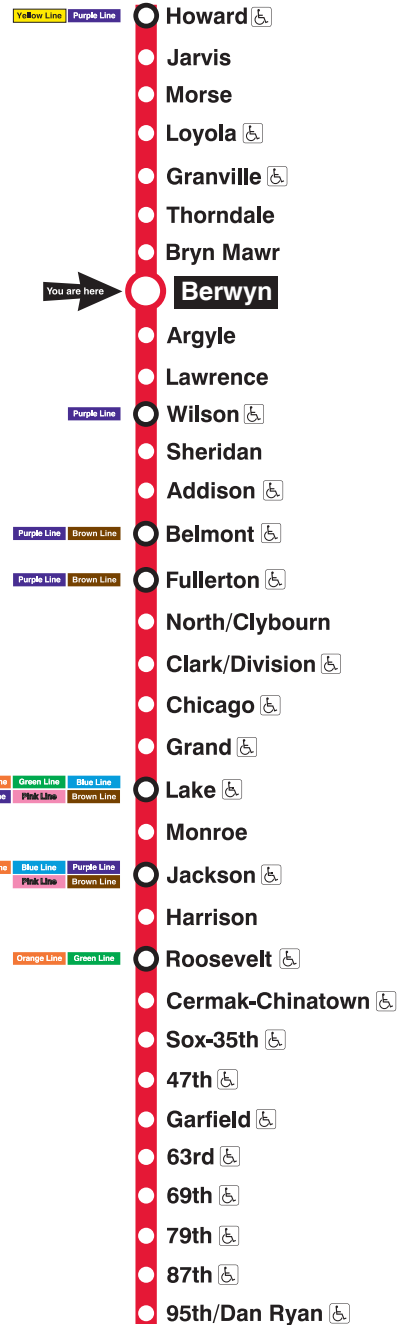 Yellow Line Purple Line Howard
Jarvis
Morse
Loyola
Granville
Thorndale
Bryn Mawr
You are here Berwyn
Argyle
Lawrence
Purple Line Wilson
Sheridan
Addison
Purple Line Brown Line Belmont
Purple Line Brown Line Fullerton
North/Clybourn
Clark/Division
Chicago
Grand
Green Line Blue Line
Pink Line Brown Line
Lake
Monroe
Blue Line Purple Line
Pink Line Brown Line
Jackson
Harrison
Orange Line Green Line Roosevelt
Cermak-Chinatown
Sox-35th
47th
Garfield
63rd
69th
79th
87th
95th/Dan Ryan